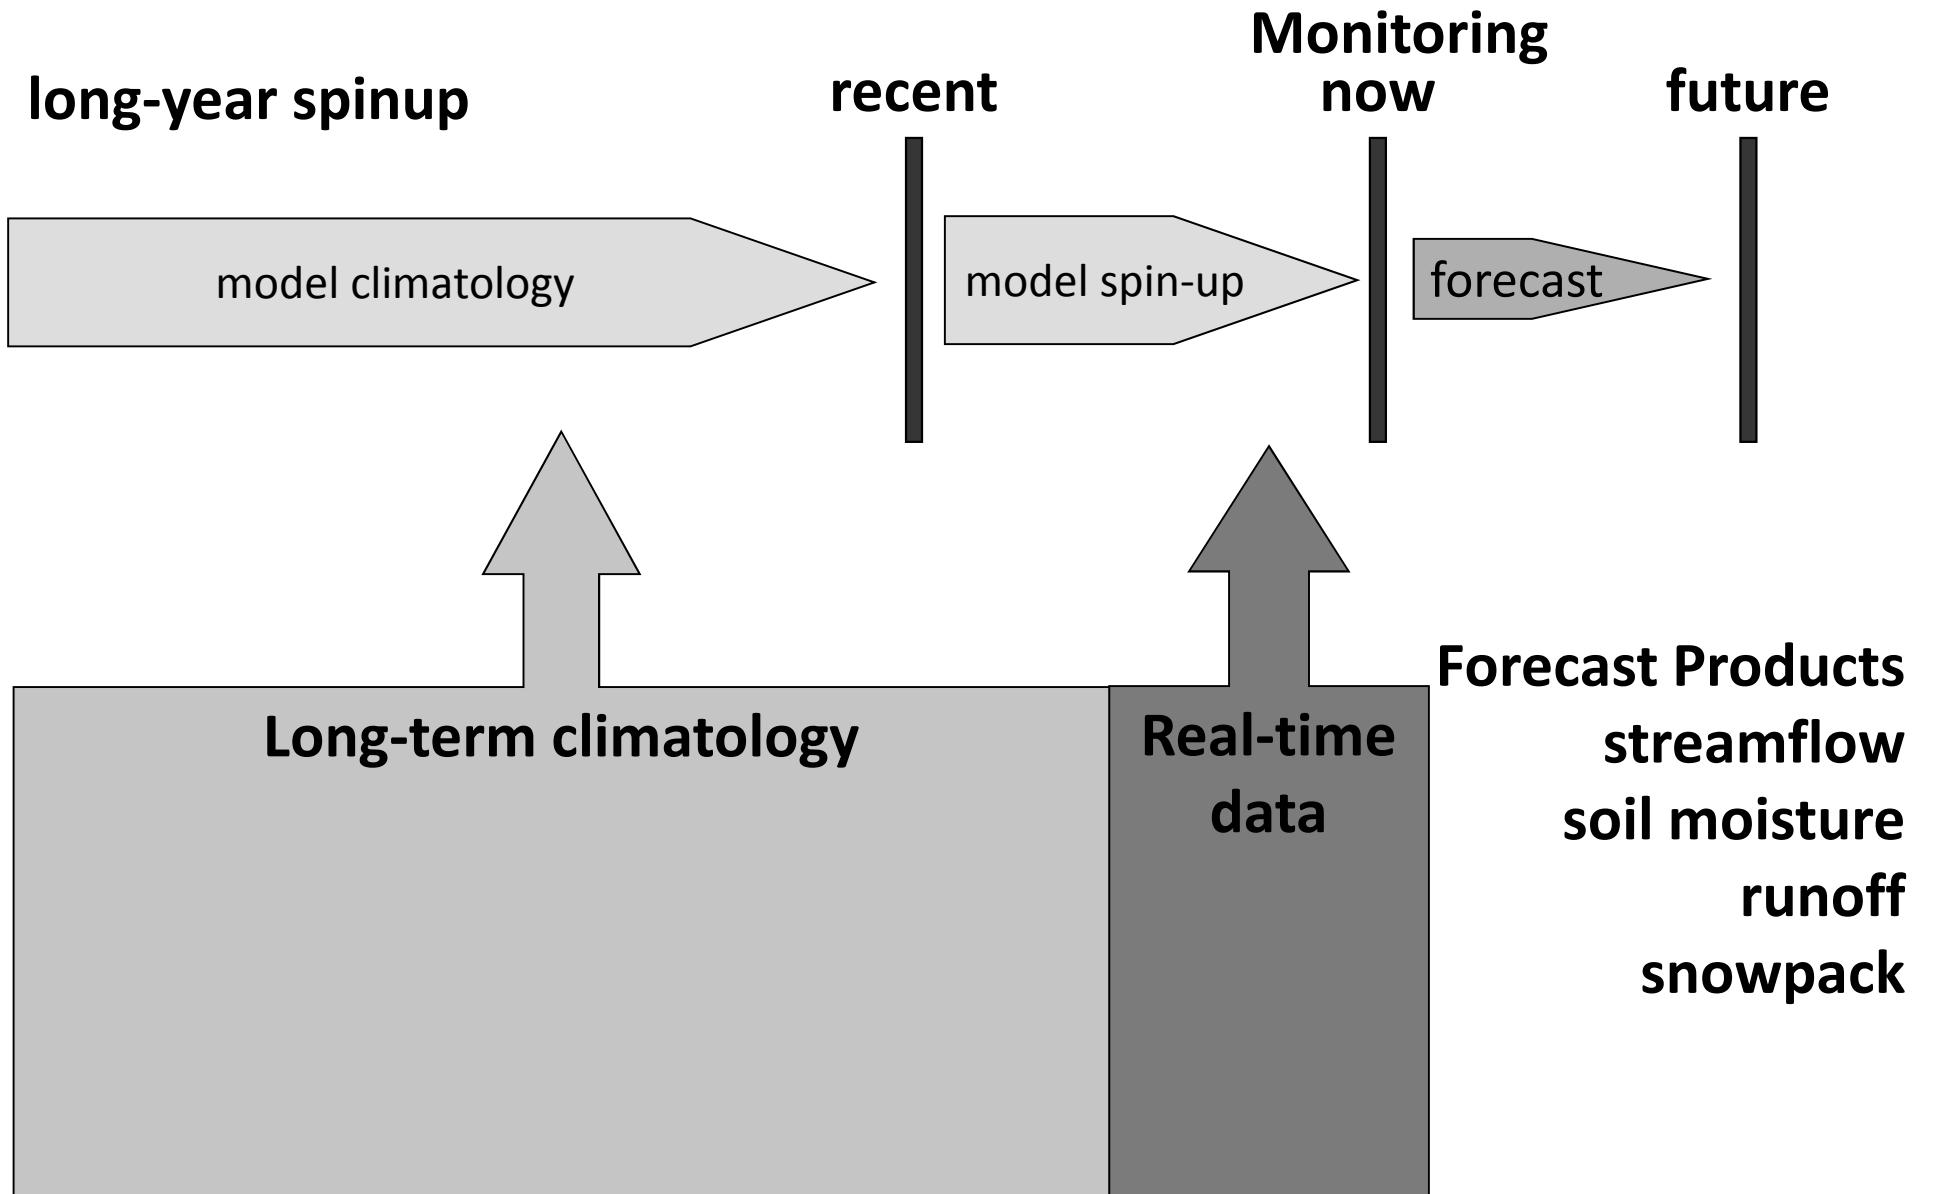 long-year spinup
recent
Monitoring
now
future
model climatology
model spin-up
forecast
Long-term climatology
Real-time
data
Forecast Products
streamflow
soil moisture
runoff
snowpack